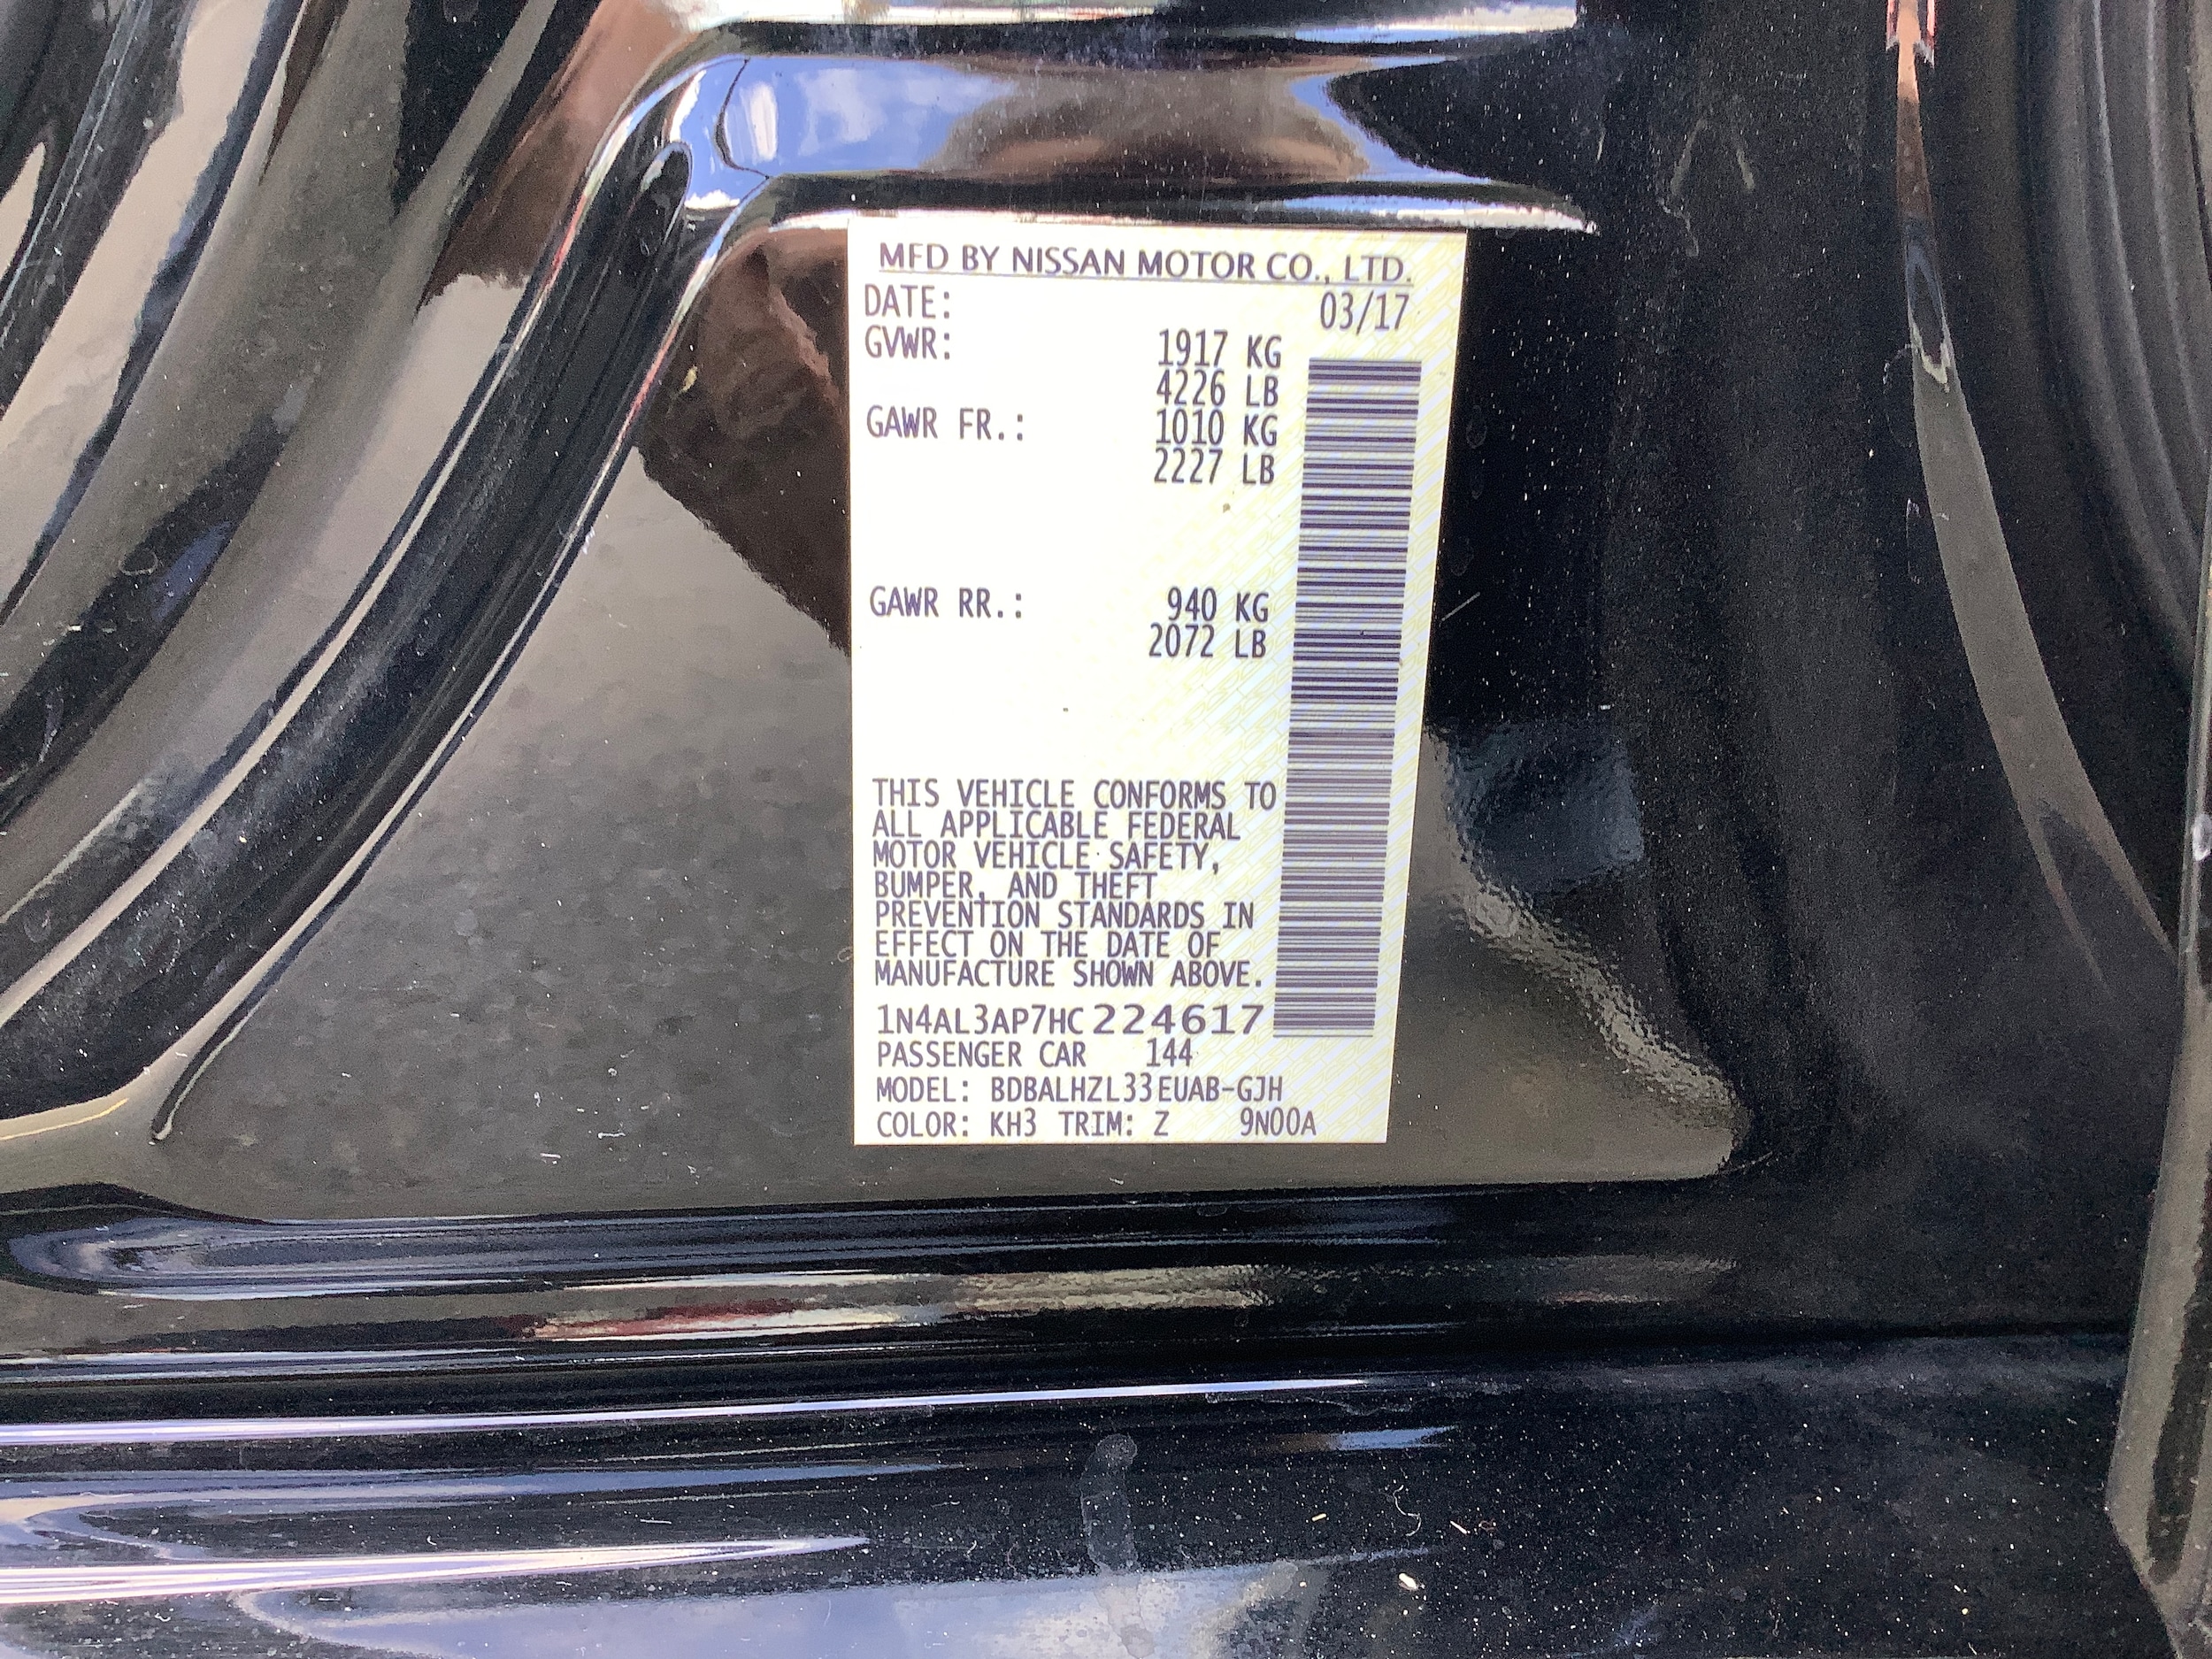 MFD BY NISSAN MOTOR CO., LTD.
DATE: 03/17
GVWR: 1917 KG
4226 LB
GAWR FR.: 1010 KG
2227 LB
GAWR RR.: 940 KG
2072 LB
THIS VEHICLE CONFORMS TO
ALL APPLICABLE FEDERAL
MOTOR VEHICLE SAFETY,
BUMPER, AND THEFT
PREVENTION STANDARDS IN
EFFECT ON THE DATE OF
MANUFACTURE SHOWN ABOVE.
1N4AL3AP7HC224617
PASSENGER CAR 144
MODEL: BDBALHZL33EUAB-GJH
COLOR: KH3 TRIM: Z 9N00A